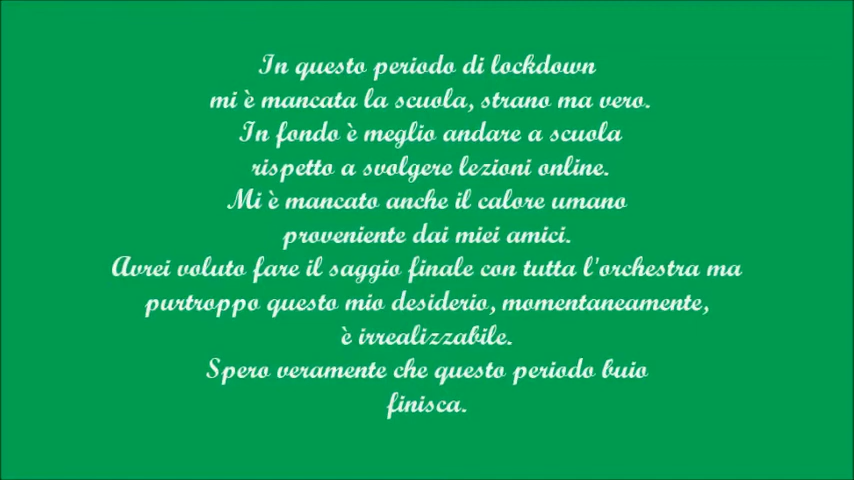 In questo periodo di lockdown
mi è mancata la scuola, strano ma vero.
In fondo è meglio andare a scuola
rispetto a svolgere lezioni online.
Mi è mancato anche il calore umano
proveniente dai miei amici.
Avrei voluto fare il saggio finale con tutta l'orchestra ma
purtroppo questo mio desiderio, momentaneamente,
è irrealizzabile.
Spero veramente che questo periodo buio
finisca.